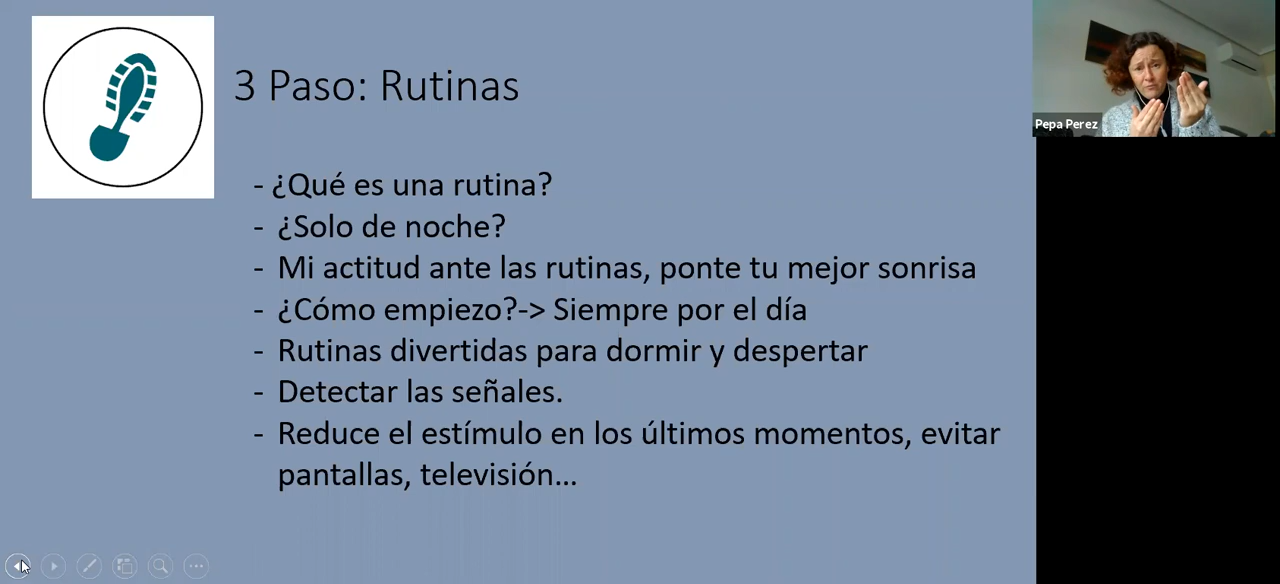 3 Paso: Rutinas
Pepa Perez
- ¿Qué es una rutina?
- ¿Solo de noche?
- Mi actitud ante las rutinas, ponte tu mejor sonrisa
- ¿Cómo empiezo?-> Siempre por el día
- Rutinas divertidas para dormir y despertar
- Detectar las señales.
- Reduce el estímulo en los últimos momentos, evitar
pantallas, televisión...